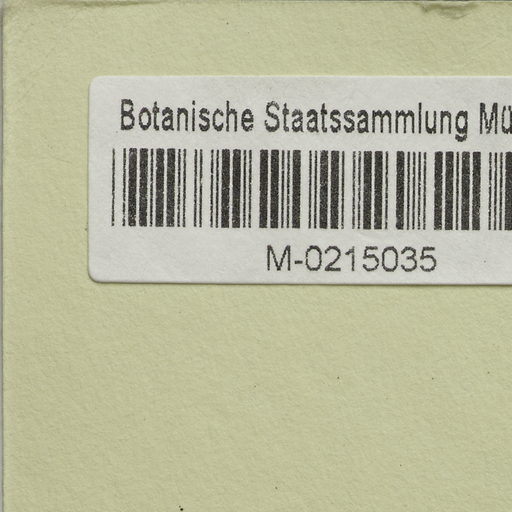 Botanische Staatssammlung Mü
M-0215035